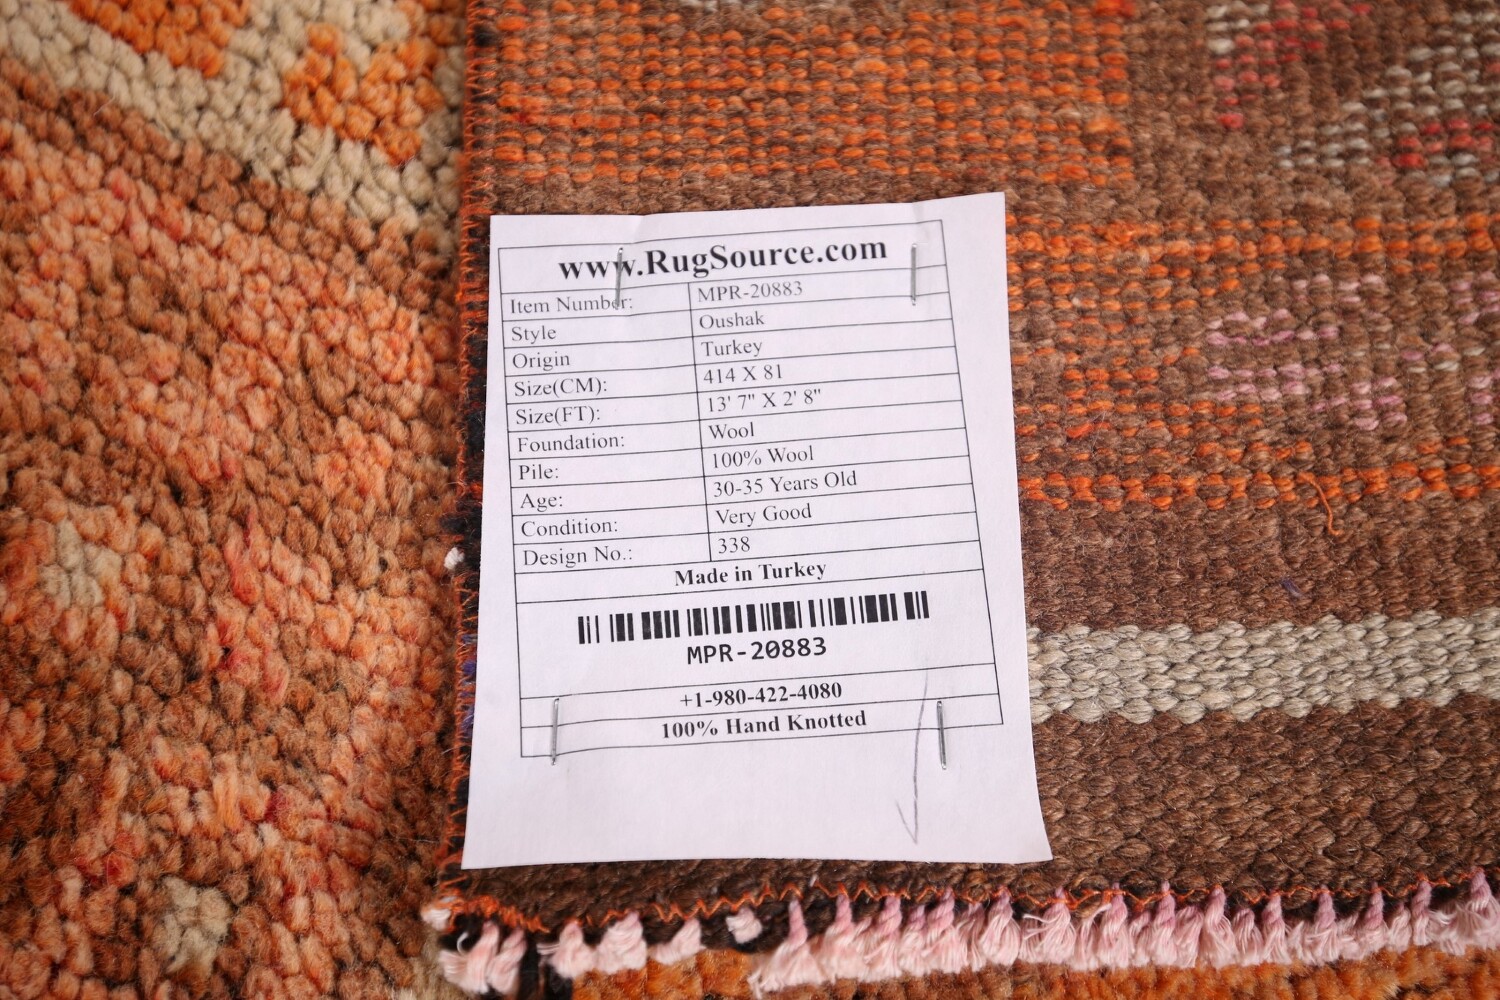 www.RugSource.com
Item Number: MPR-20883
Style Oushak
Origin Turkey
Size(CM): 414 X 81
Size(FT): 13' 7" X 2' 8"
Foundation: Wool
Pile: 100% Wool
Age: 30-35 Years Old
Condition: Very Good
Design No.: 338
Made in Turkey
MPR-20883
+1-980-422-4080
100% Hand Knotted